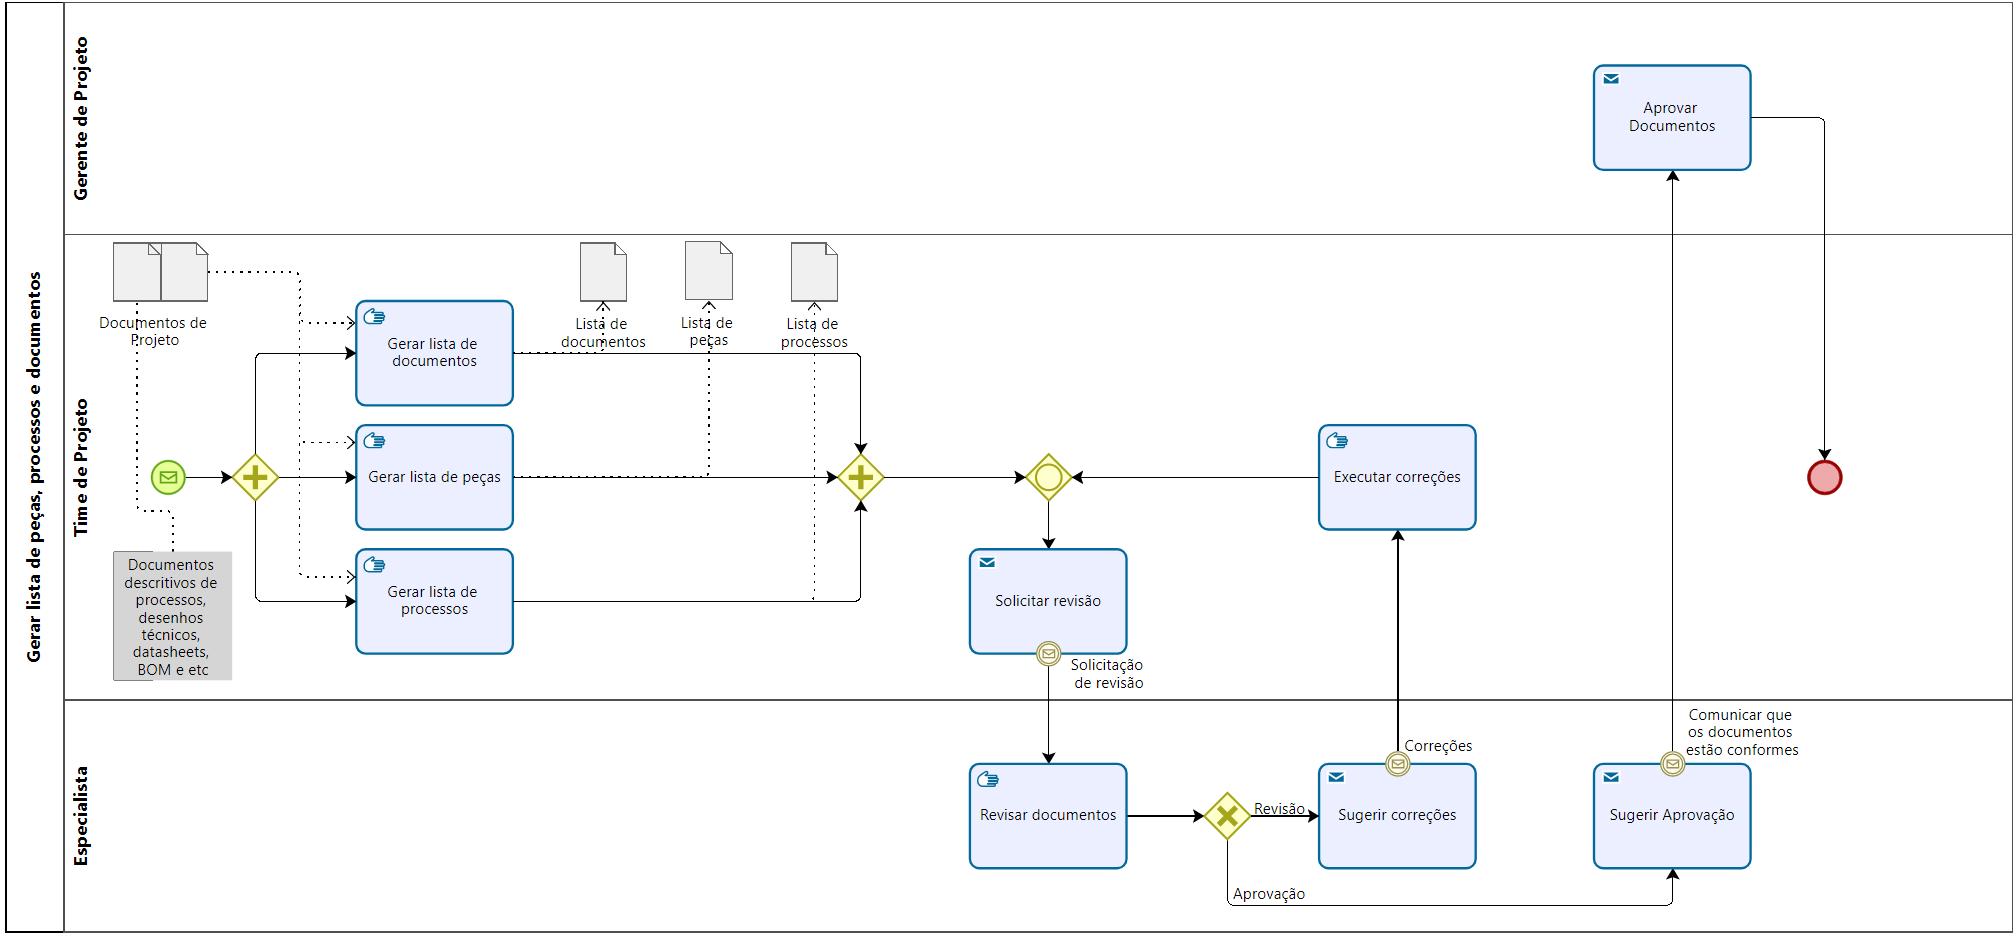 Gerar lista de peças, processos e documentos
Gerente de Projeto
Aprovar
Documentos
Time de Projeto
Documentos de
Projeto
Lista de
documentos
Lista de
peças
Lista de
processos
Gerar lista de
documentos
Gerar lista de peças
Gerar lista de
processos
Documentos
descritivos de
processos,
desenhos
técnicos,
datasheets,
BOM e etc
Executar correções
Solicitar revisão
Solicitação
de revisão
Especialista
Revisar documentos
Revisão
Aprovação
Correções
Sugerir correções
Comunicar que
os documentos
estão conformes
Sugerir Aprovação